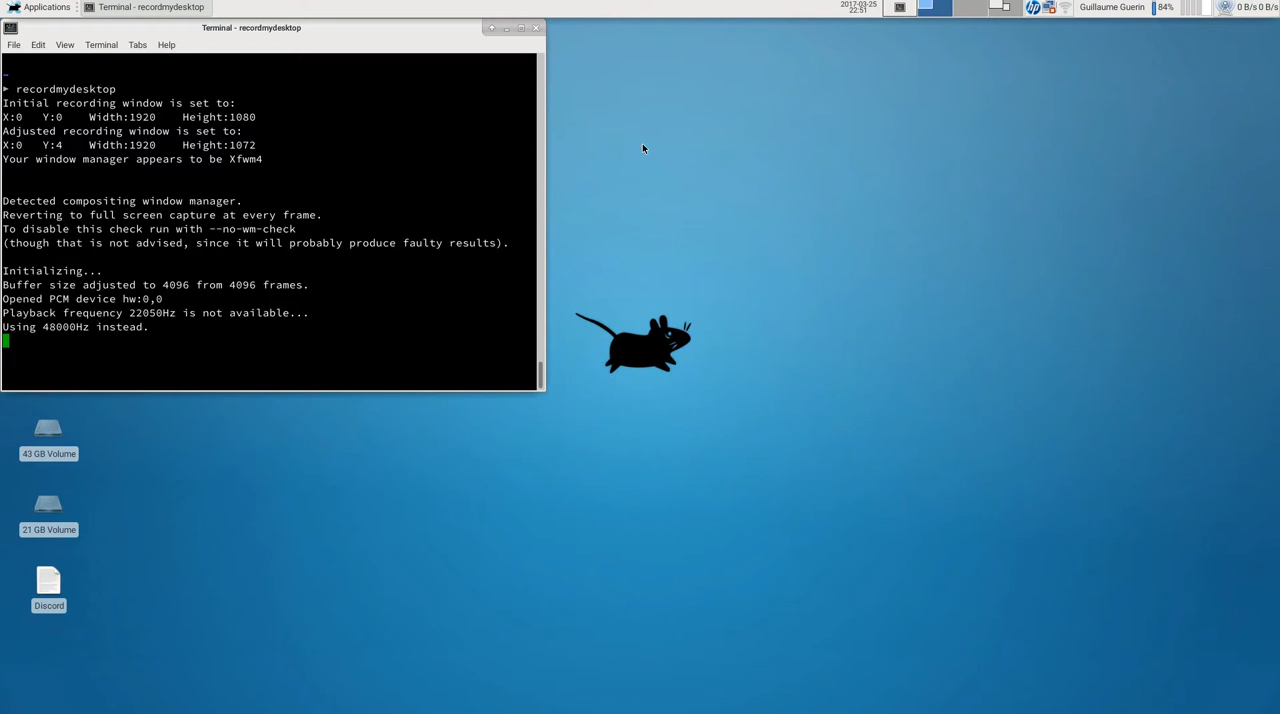 Applications
Terminal - recordmydesktop
2017-03-25
22:51
Guillaume Guerin
84%
0 B/s 0 B/s
Terminal - recordmydesktop
File Edit View Terminal Tabs Help
recordmydesktop
Initial recording window is set to:
X:0 Y:0 Width:1920 Height:1080
Adjusted recording window is set to:
X:0 Y:4 Width:1920 Height:1072
Your window manager appears to be Xfwm4
Detected compositing window manager.
Reverting to full screen capture at every frame.
To disable this check run with --no-wm-check
(though that is not advised, since it will probably produce faulty results).
Initializing...
Buffer size adjusted to 4096 from 4096 frames.
Opened PCM device hw:0,0
Playback frequency 22050Hz is not available...
Using 48000Hz instead.
43 GB Volume
21 GB Volume
Discord